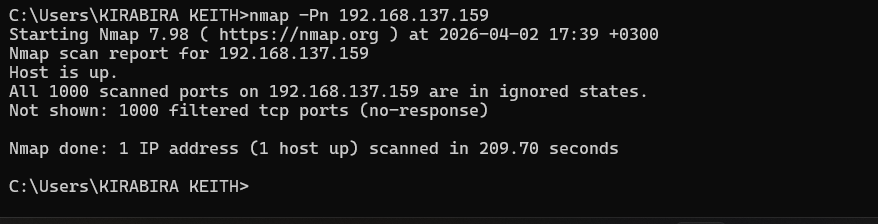 C:\Users\KIRABIRA KEITH>nmap -Pn 192.168.137.159
Starting Nmap 7.98 ( https://nmap.org ) at 2026-04-02 17:39 +0300
Nmap scan report for 192.168.137.159
Host is up.
All 1000 scanned ports on 192.168.137.159 are in ignored states.
Not shown: 1000 filtered tcp ports (no-response)
Nmap done: 1 IP address (1 host up) scanned in 209.70 seconds
C:\Users\KIRABIRA KEITH>